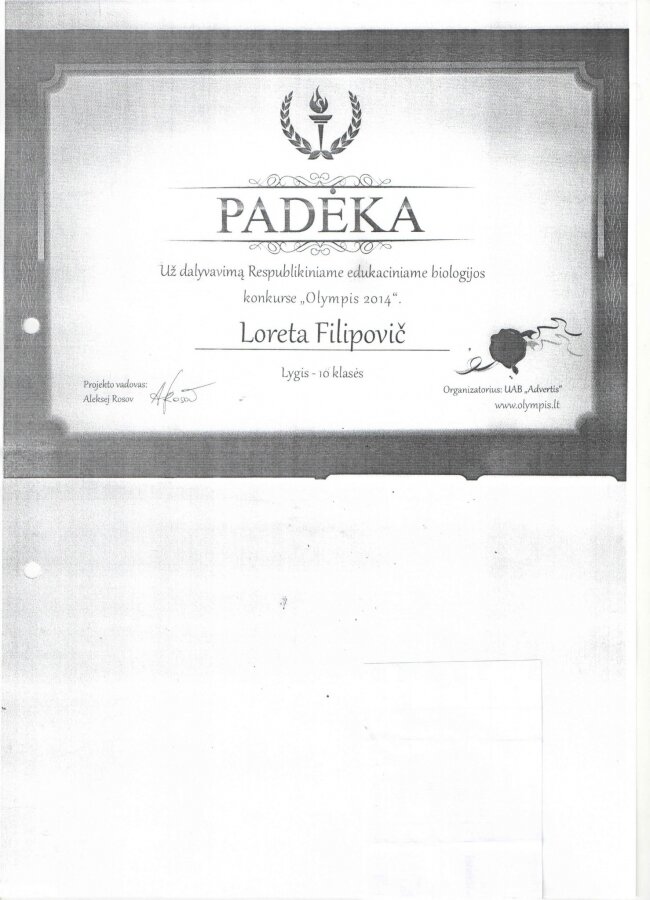 PADĖKA
Už dalyvavimą Respublikiniame edukaciniame biologijos
konkurse „Olympis 2014“.
Loreta Filipovič
Lygis - 10 klasės
Projekto vadovas:
Aleksej Rosov
ARosov
Organizatorius: UAB „Advertis“
www.olympis.lt